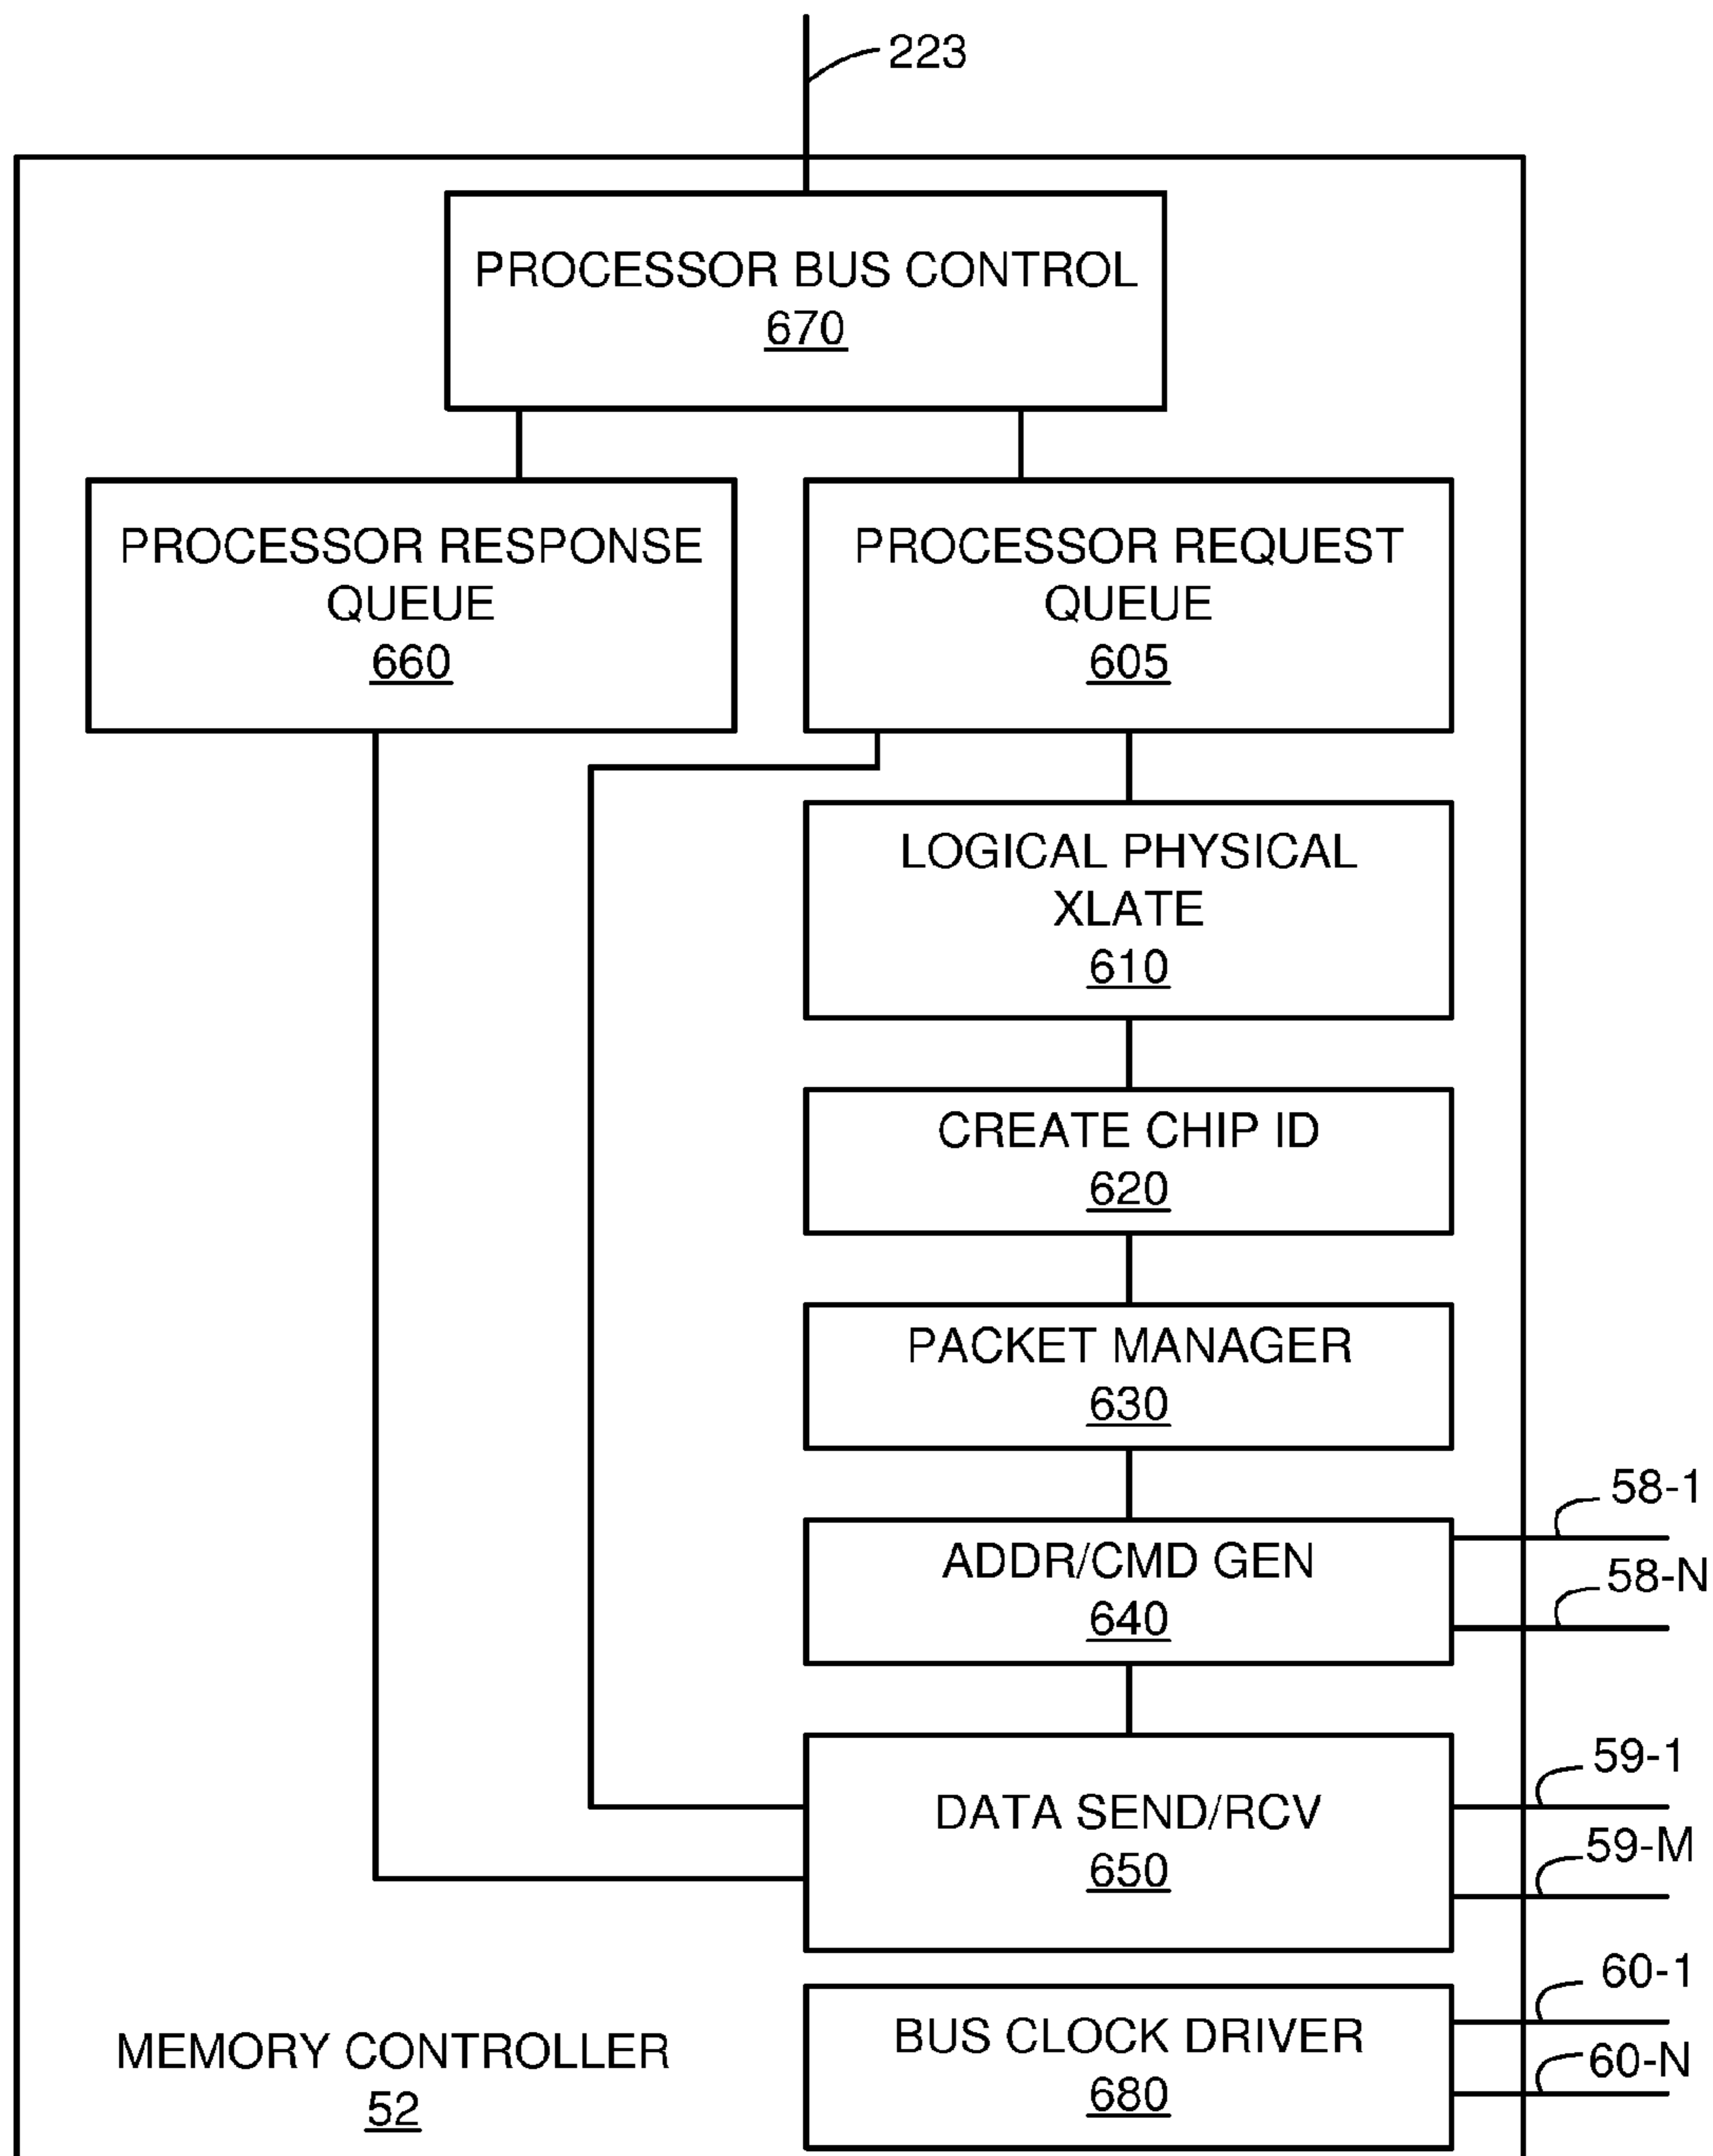 223
PROCESSOR BUS CONTROL
670
PROCESSOR RESPONSE
QUEUE
660
PROCESSOR REQUEST
QUEUE
605
LOGICAL PHYSICAL
XLATE
610
CREATE CHIP ID
620
PACKET MANAGER
630
58-1
ADDR/CMD GEN
640
58-N
59-1
DATA SEND/RCV
650
59-M
60-1
BUS CLOCK DRIVER
680
60-N
MEMORY CONTROLLER
52